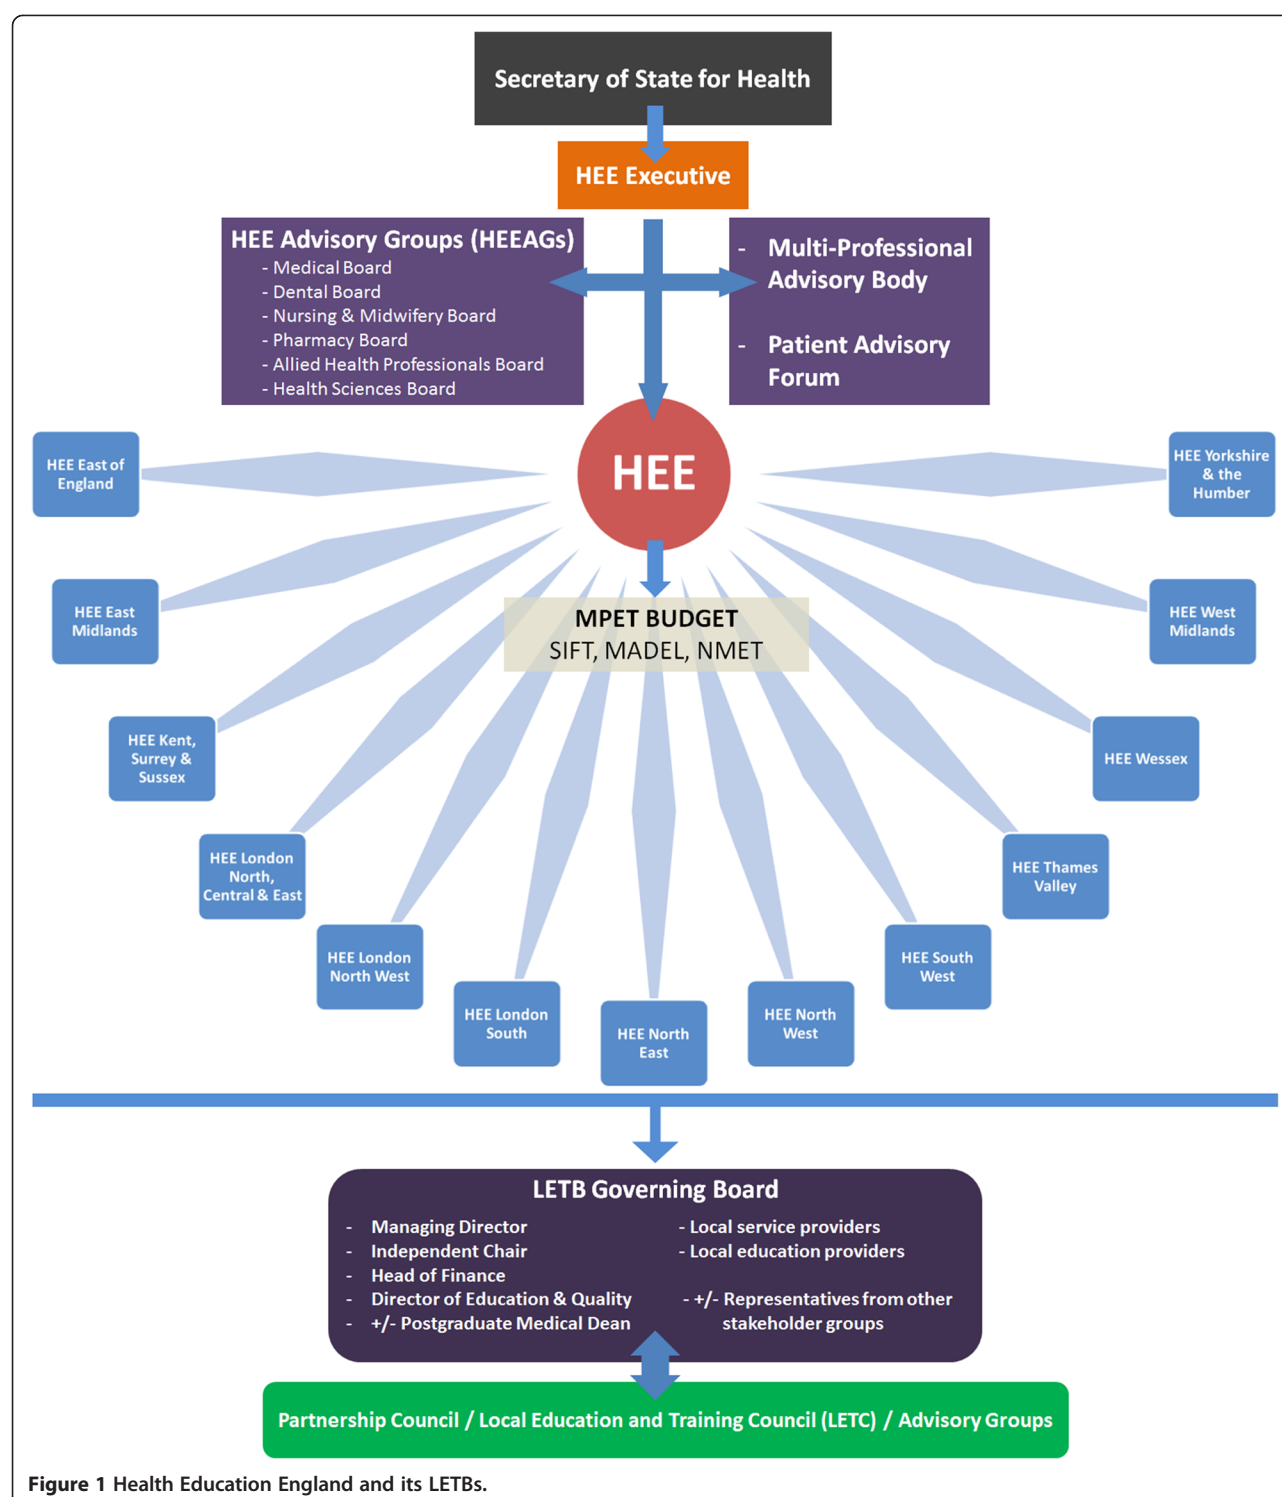 Secretary of State for Health
HEE Executive
HEE Advisory Groups (HEEAGs)
- Medical Board
- Dental Board
- Nursing & Midwifery Board
- Pharmacy Board
- Allied Health Professionals Board
- Health Sciences Board
- Multi-Professional
Advisory Body
- Patient Advisory
Forum
HEE
HEE East of
England
HEE Yorkshire
& the
Humber
MPET BUDGET
SIFT, MADEL, NMET
HEE East
Midlands
HEE West
Midlands
HEE Kent,
Surrey &
Sussex
HEE Wessex
HEE London
North,
Central & East
HEE Thames
Valley
HEE London
North West
HEE South
West
HEE London
South
HEE North
East
HEE North
West
LETB Governing Board
- Managing Director
- Independent Chair
- Head of Finance
- Director of Education & Quality
- +/- Postgraduate Medical Dean
- Local service providers
- Local education providers
- +/- Representatives from other
stakeholder groups
Partnership Council / Local Education and Training Council (LETC) / Advisory Groups
Figure 1 Health Education England and its LETBs.